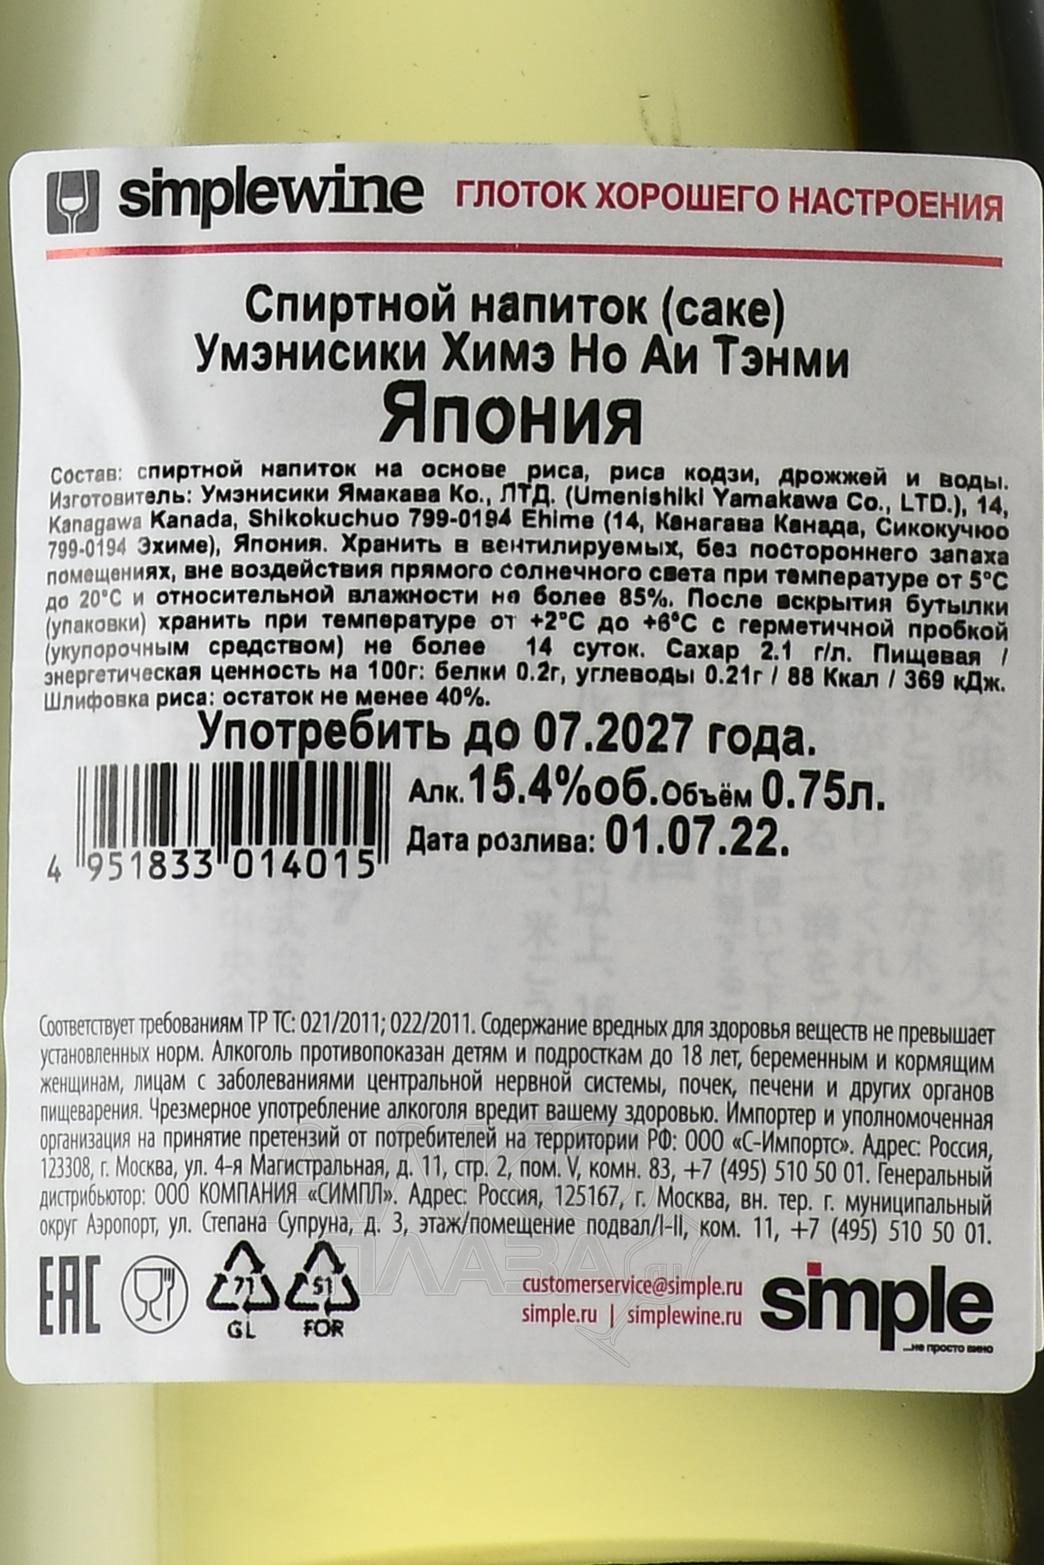 simplewine ГЛОТОК ХОРОШЕГО НАСТРОЕНИЯ
Спиртной напиток (саке)
Умэнисики Химэ Но Аи Тэнми
Япония
Состав: спиртной напиток на основе риса, риса кодзи, дрожжей и воды.
Изготовитель: Умэнисики Ямакава Ко., ЛТД. (Umenishiki Yamakawa Co., LTD.), 14,
Kanagawa Kanada, Shikokuchuo 799-0194 Ehime (14, Канагава Канада, Сикокучюо
799-0194 Эхиме), Япония. Хранить в вентилируемых, без постороннего запаха
помещениях, вне воздействия прямого солнечного света при температуре от 5°С
до 20°С и относительной влажности не более 85%. После вскрытия бутылки
(упаковки) хранить при температуре от +2°С до +6°С с герметичной пробкой
(укупорочным средством) не более 14 суток. Сахар 2.1 г/л. Пищевая /
энергетическая ценность на 100г: белки 0.2г, углеводы 0.21г / 88 Ккал / 369 кДж.
Шлифовка риса: остаток не менее 40%.
Употребить до 07.2027 года.
Алк. 15.4%об. Объём 0.75л.
Дата розлива: 01.07.22.
4 951833 014015
Соответствует требованиям ТР ТС: 021/2011; 022/2011. Содержание вредных для здоровья веществ не превышает
установленных норм. Алкоголь противопоказан детям и подросткам до 18 лет, беременным и кормящим
женщинам, лицам с заболеваниями центральной нервной системы, почек, печени и других органов
пищеварения. Чрезмерное употребление алкоголя вредит вашему здоровью. Импортер и уполномоченная
организация на принятие претензий от потребителей на территории РФ: ООО «С-Импортс». Адрес: Россия,
123308, г. Москва, ул. 4-я Магистральная, д. 11, стр. 2, пом. V, комн. 83, +7 (495) 510 50 01. Генеральный
дистрибьютор: ООО КОМПАНИЯ «СИМПЛ». Адрес: Россия, 125167, г. Москва, вн. тер. г. муниципальный
округ Аэропорт, ул. Степана Супруна, д. 3, этаж/помещение подвал/I-II, ком. 11, +7 (495) 510 50 01.
EAC
71
GL
51
FOR
customerservice@simple.ru
simple.ru | simplewine.ru
simple
...не просто вино